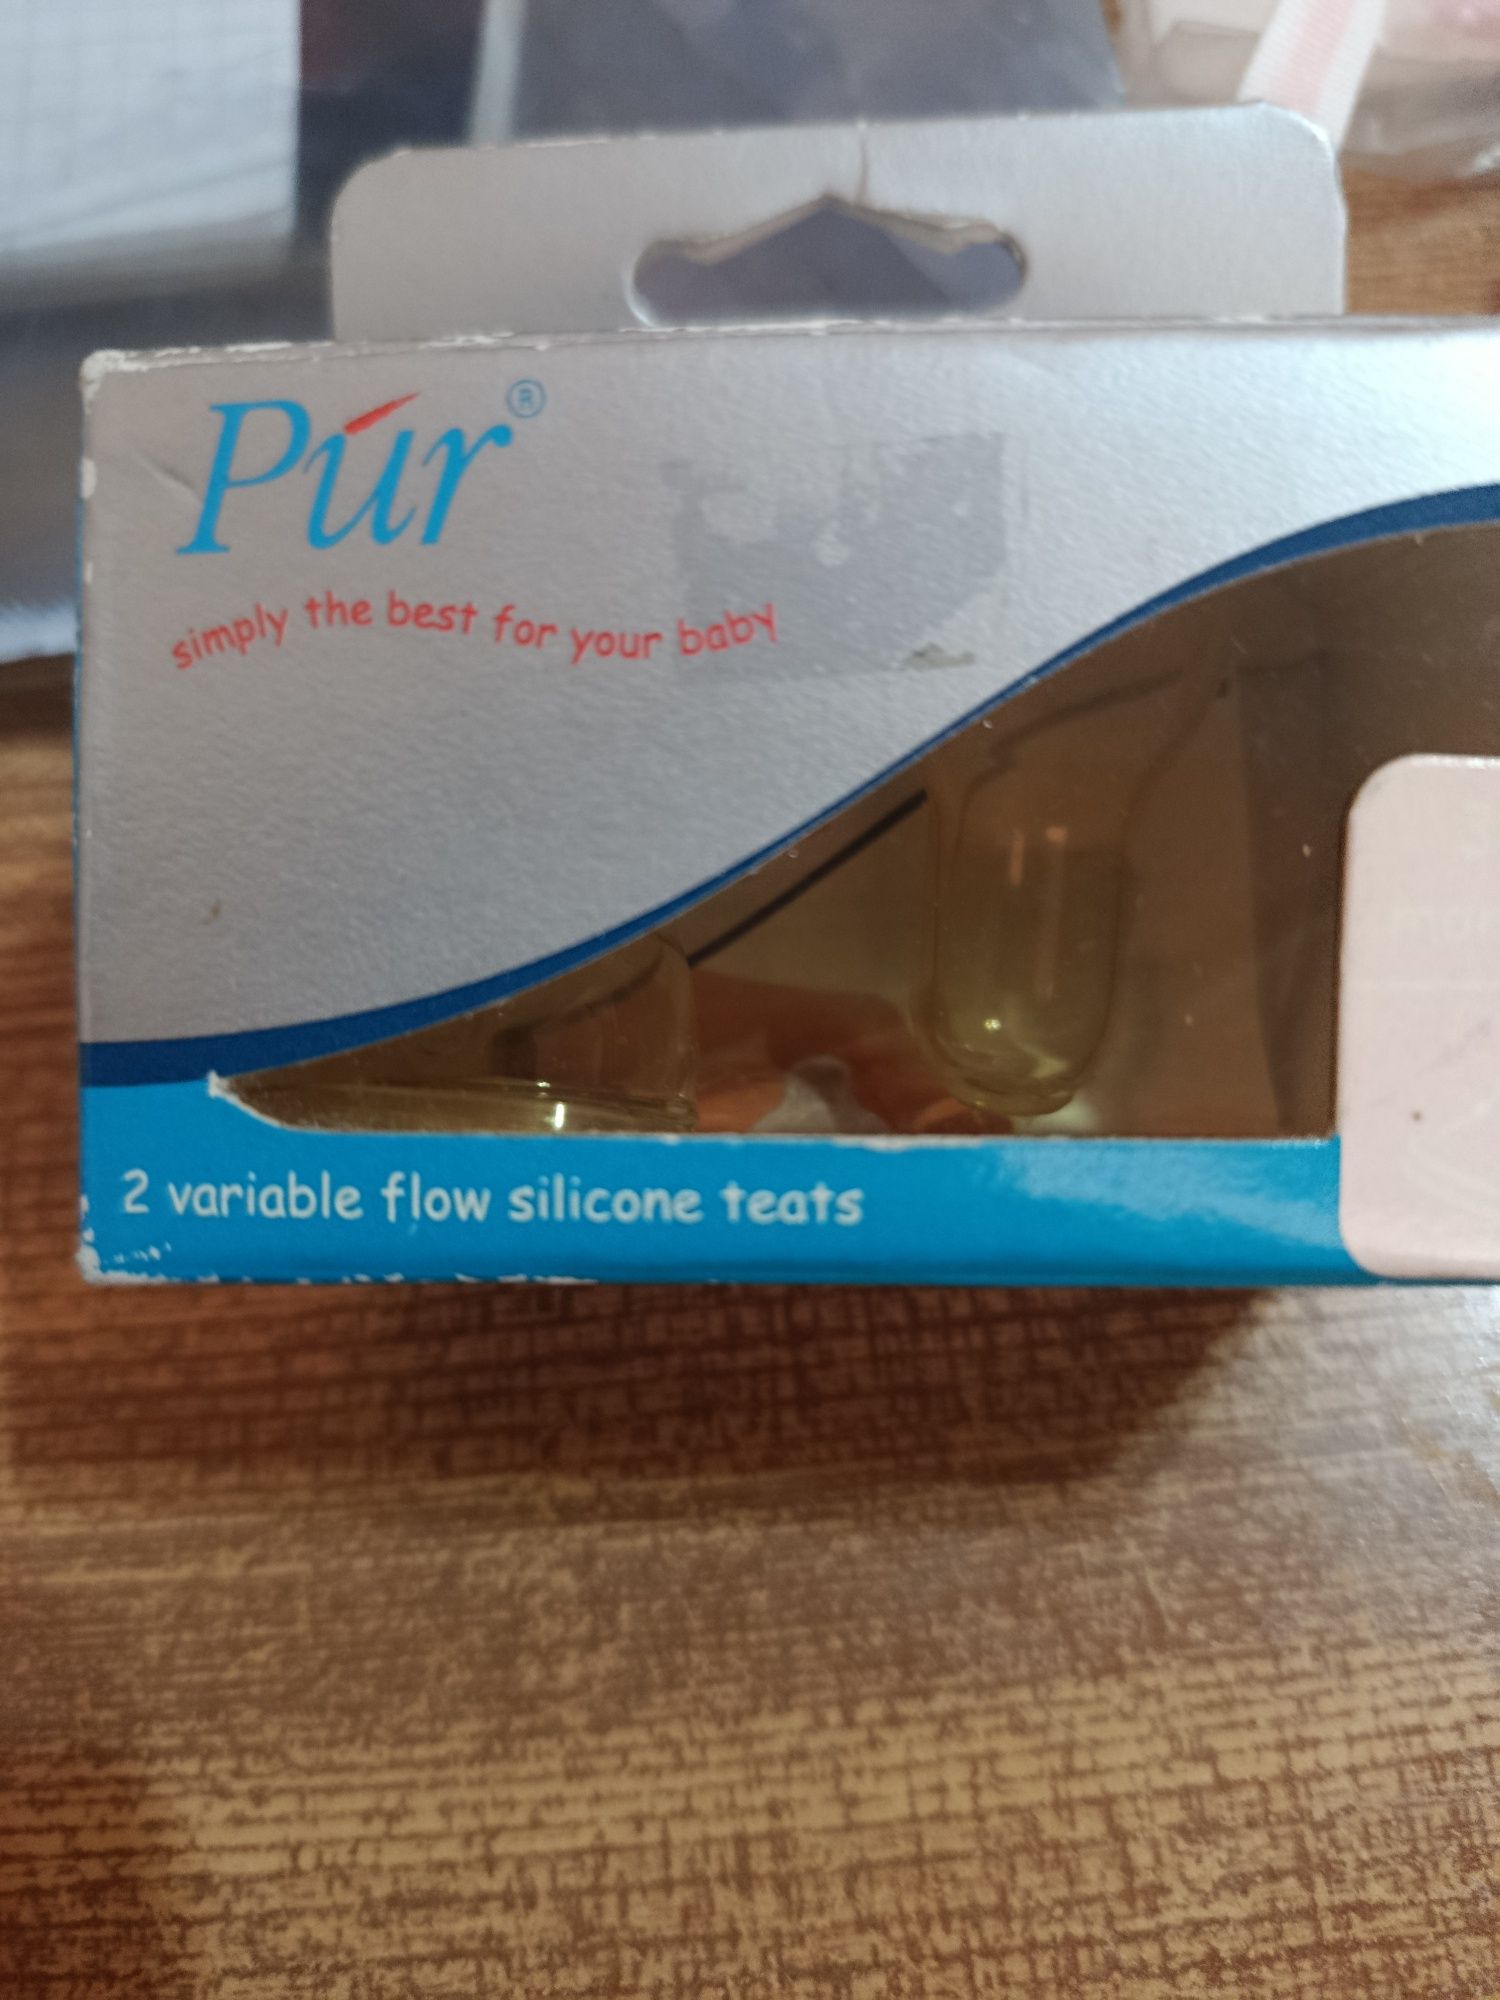 Pur®
simply the best for your baby
2 variable flow silicone teats